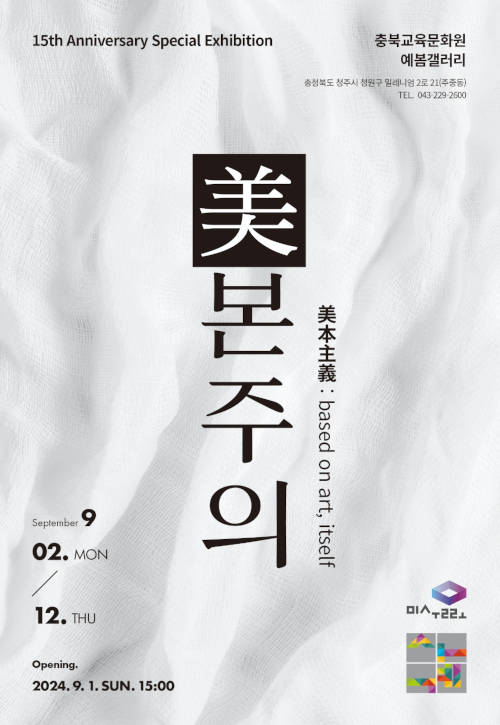 15th Anniversary Special Exhibition
충북교육문화원
예봄갤러리
충청북도 청주시 청원구 밀레니엄 2로 21(주중동)
TEL. 043-229-2600
美본주의
美本主義 : based on art, itself
September 9
02. MON
12. THU
Opening.
2024. 9. 1. SUN. 15:00
미술로